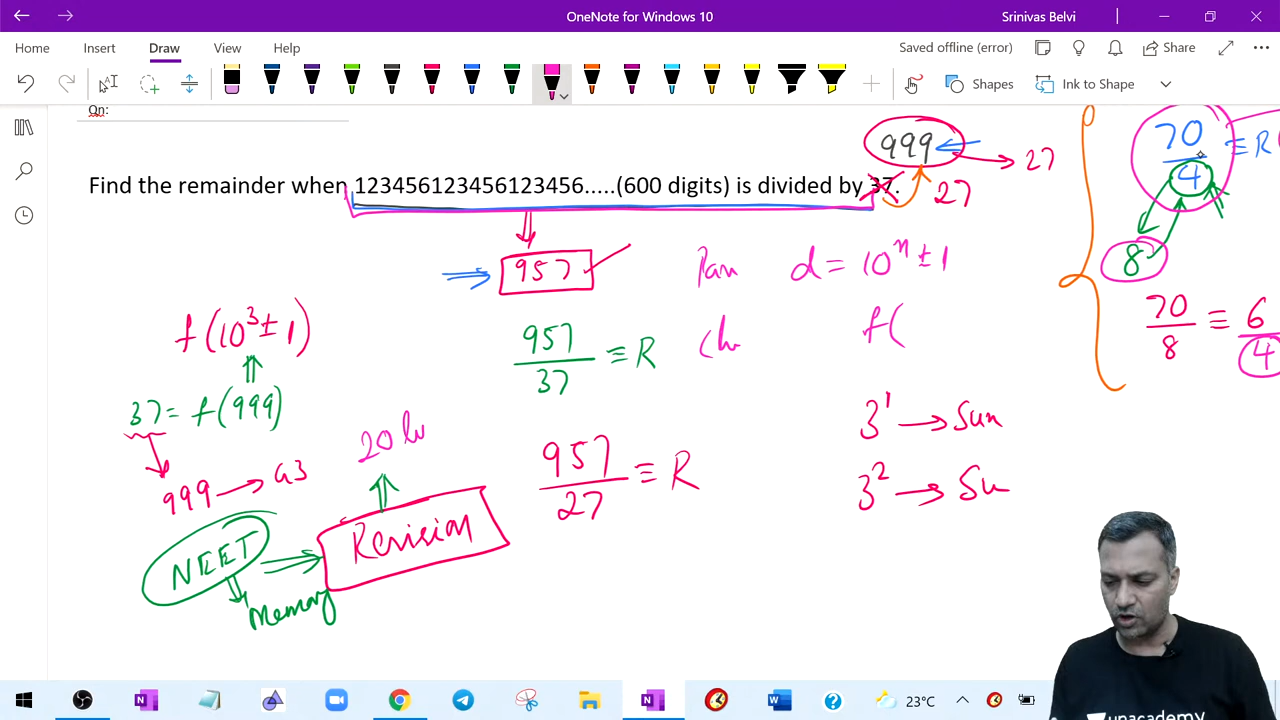 OneNote for Windows 10
Srinivas Belvi
Home Insert Draw View Help
Saved offline (error)
Share
Shapes
Ink to Shape
Qn:
999
27
70
4
≡ R
Find the remainder when 123456123456123456.....(600 digits) is divided by 37.
27
957
d = 10ⁿ ± 1
8
f(10³ ± 1)
957
37
≡ R
f(
70
8
≡
6
4
37 = f(999)
20
3¹ → Sun
999 → G3
957
27
≡ R
3² → Su
NEET ⇒ Revision
Memory
23°C
unacademy